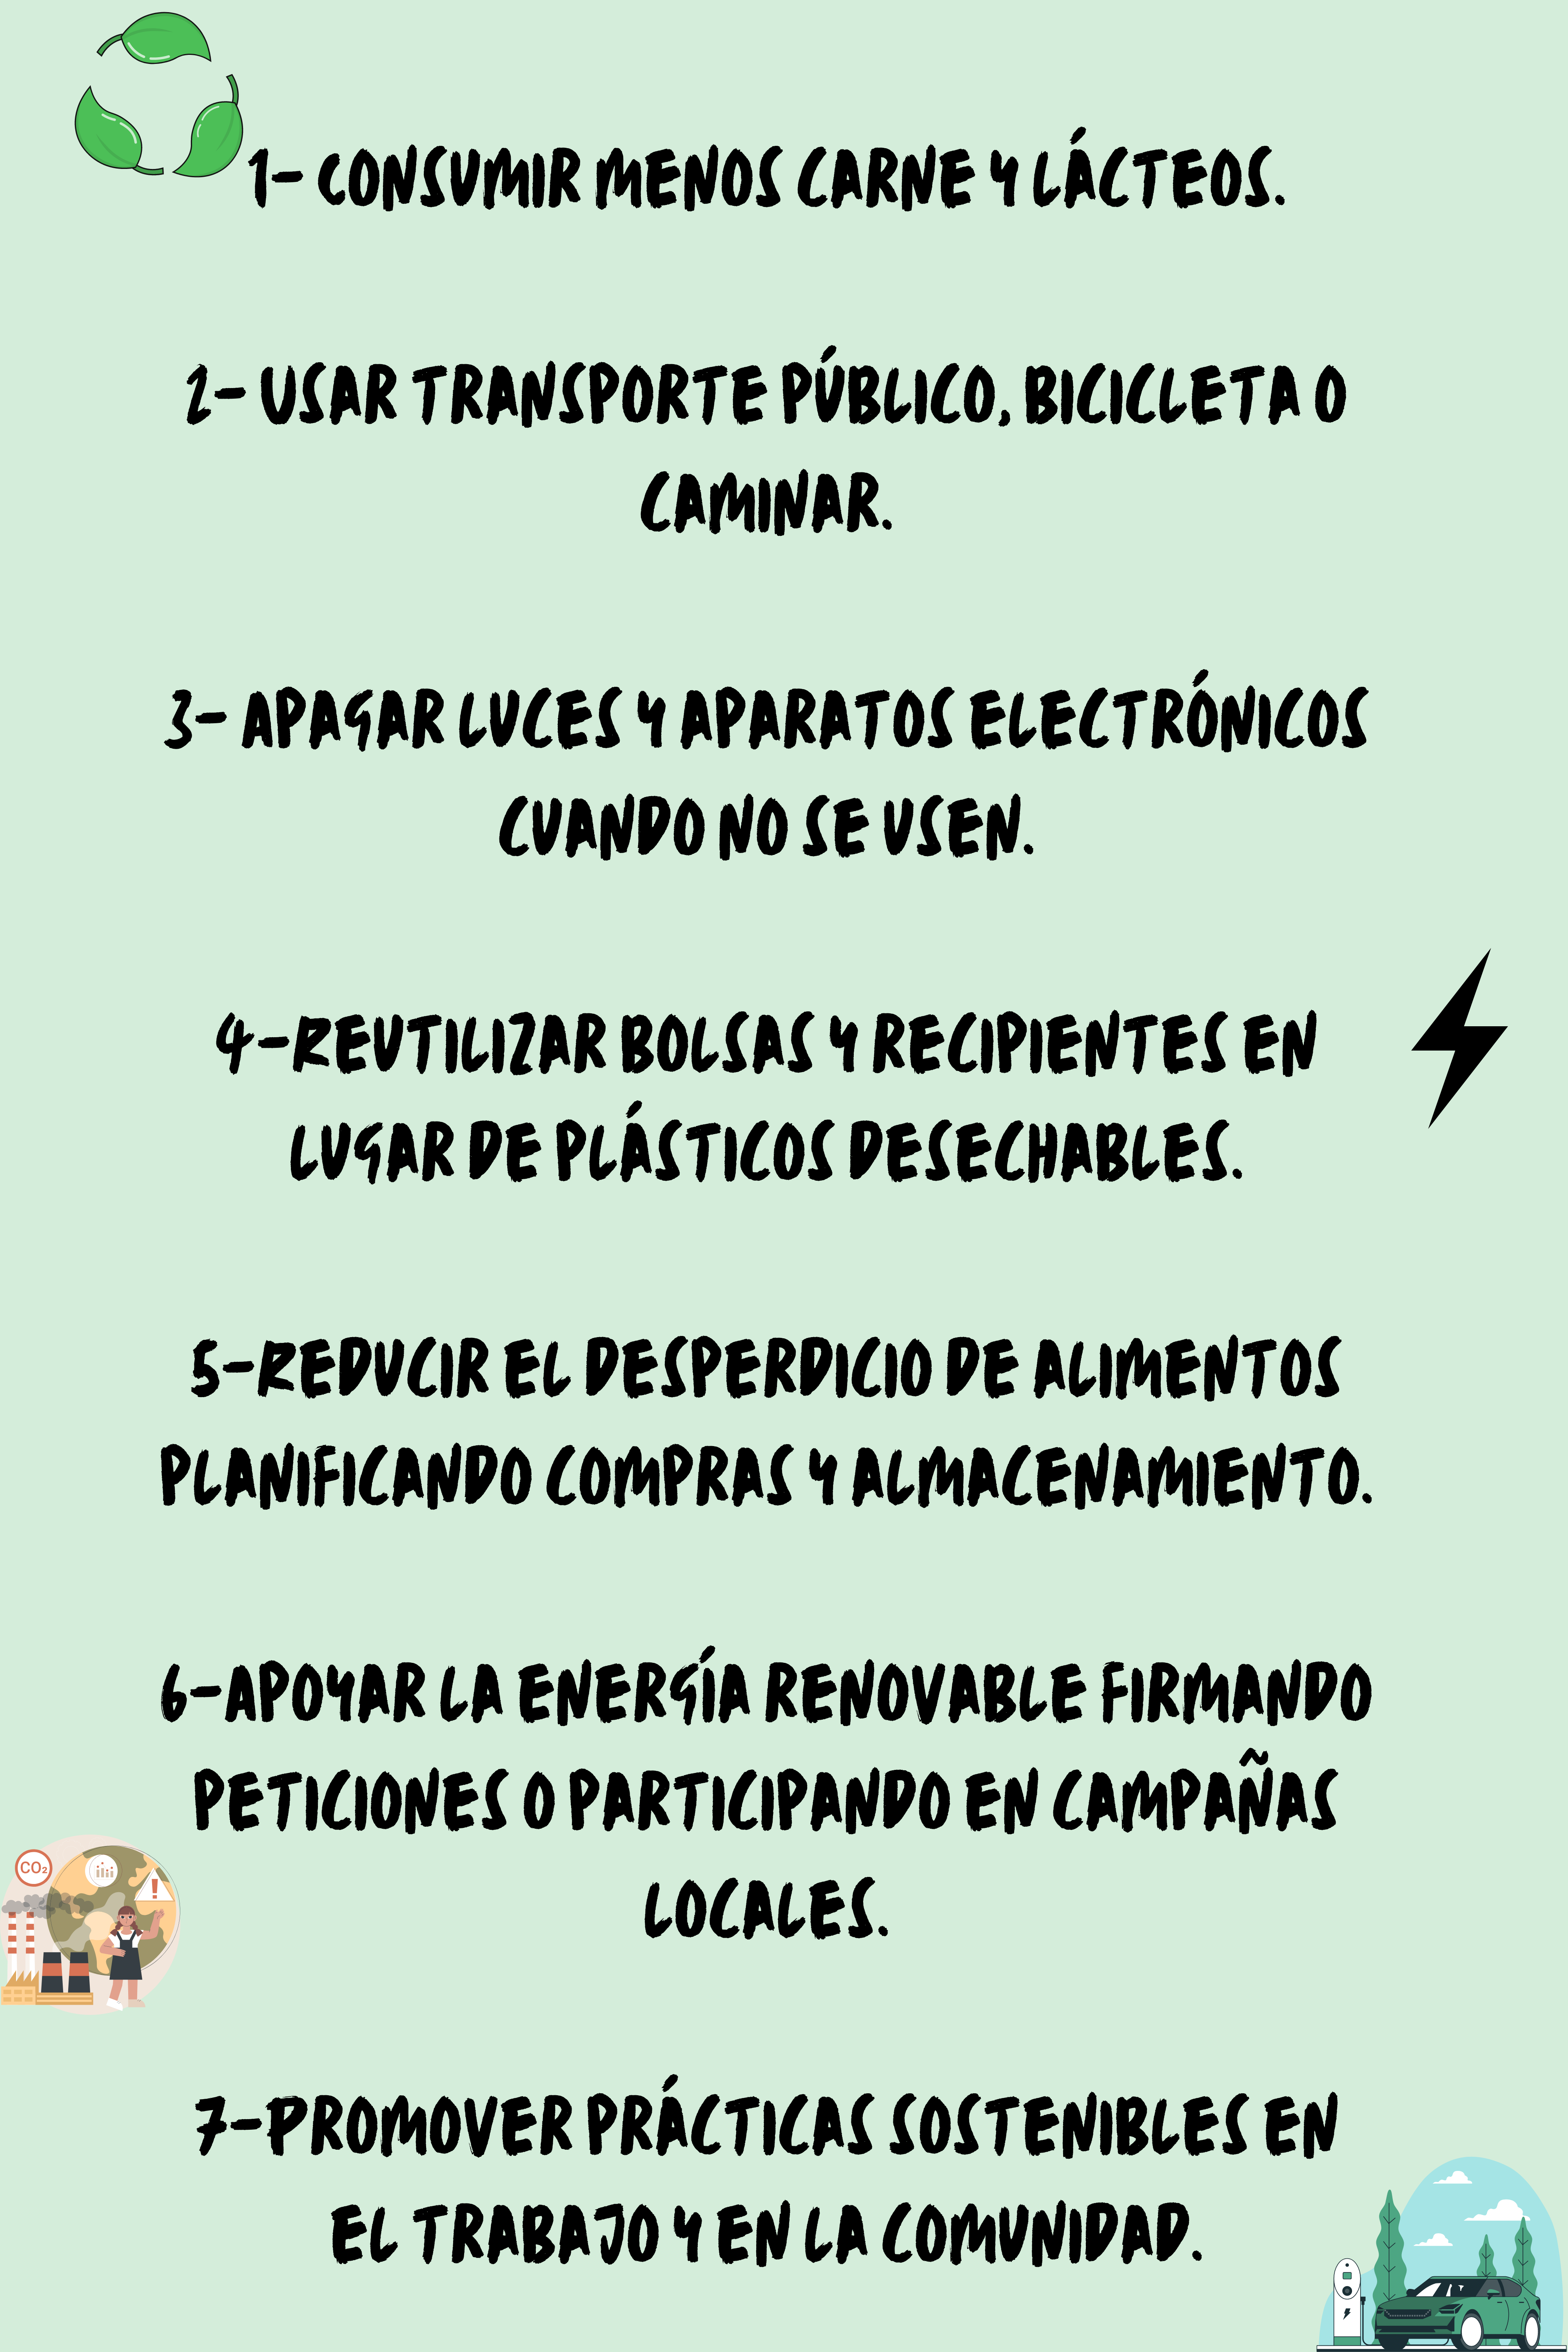 1- CONSUMIR MENOS CARNE Y LÁCTEOS.
2- USAR TRANSPORTE PÚBLICO, BICICLETA O
CAMINAR.
3- APAGAR LUCES Y APARATOS ELECTRÓNICOS
CUANDO NO SE USEN.
4-REUTILIZAR BOLSAS Y RECIPIENTES EN
LUGAR DE PLÁSTICOS DESECHABLES.
5-REDUCIR EL DESPERDICIO DE ALIMENTOS
PLANIFICANDO COMPRAS Y ALMACENAMIENTO.
6-APOYAR LA ENERGÍA RENOVABLE FIRMANDO
PETICIONES O PARTICIPANDO EN CAMPAÑAS
LOCALES.
CO₂
!
7-PROMOVER PRÁCTICAS SOSTENIBLES EN
EL TRABAJO Y EN LA COMUNIDAD.